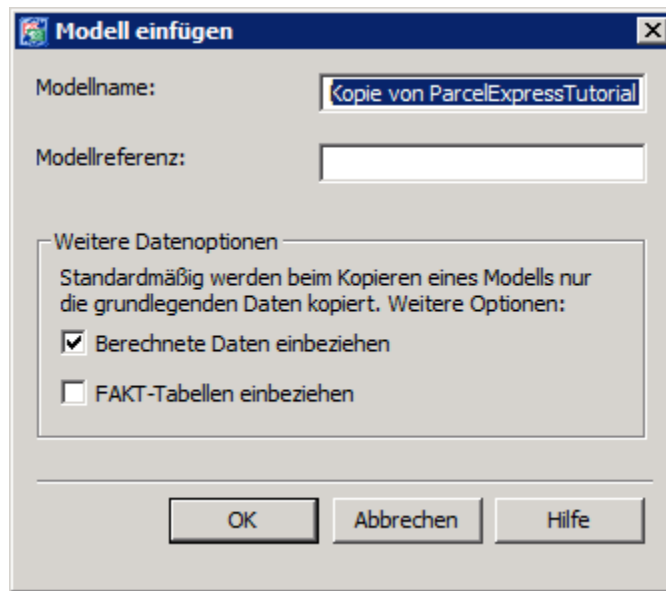 Modell einfügen
Modellname:
Kopie von ParcelExpressTutorial
Modellreferenz:
Weitere Datenoptionen
Standardmäßig werden beim Kopieren eines Modells nur
die grundlegenden Daten kopiert. Weitere Optionen:
Berechnete Daten einbeziehen
FAKT-Tabellen einbeziehen
OK
Abbrechen
Hilfe